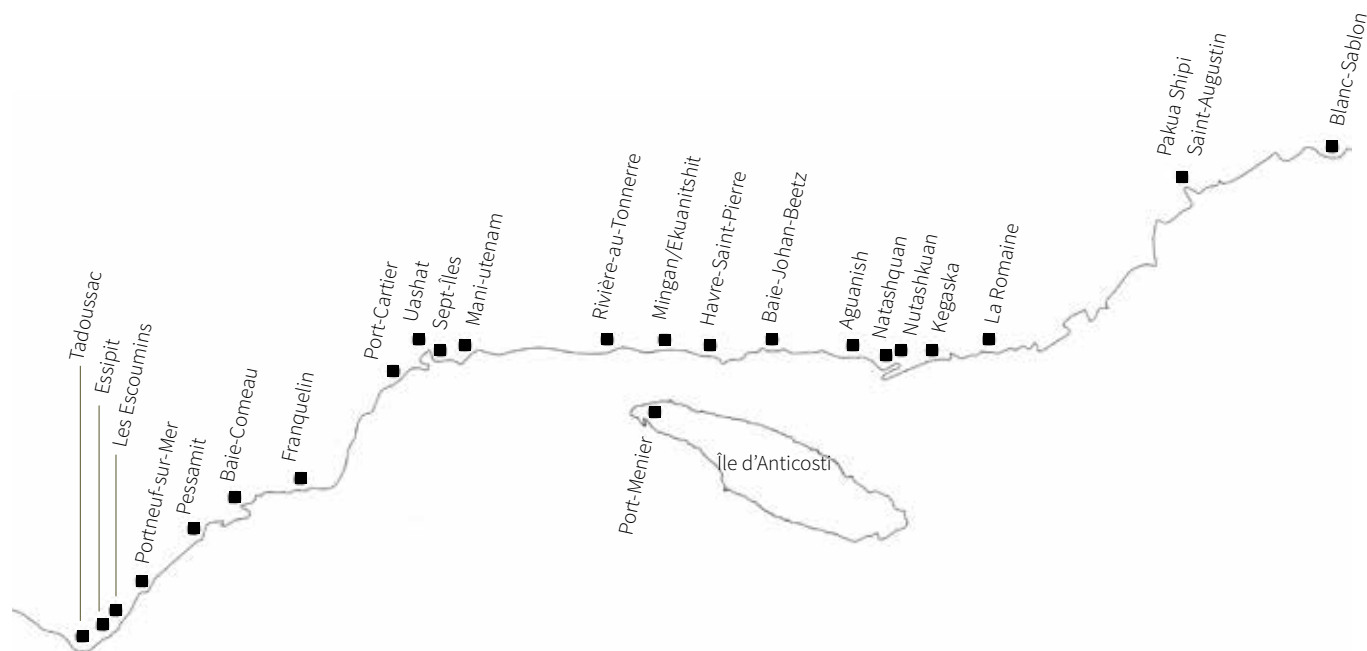 Tadoussac
Essipit
Les Escoumins
Portneuf-sur-Mer
Pessamit
Baie-Comeau
Franquelin
Port-Cartier
Uashat
Sept-Îles
Mani-utenam
Rivière-au-Tonnerre
Mingan/Ekuanitshit
Havre-Saint-Pierre
Baie-Johan-Beetz
Aguanish
Natashquan
Nutashkuan
Kegaska
La Romaine
Pakua Shipi
Saint-Augustin
Blanc-Sablon
Port-Menier
Île d'Anticosti